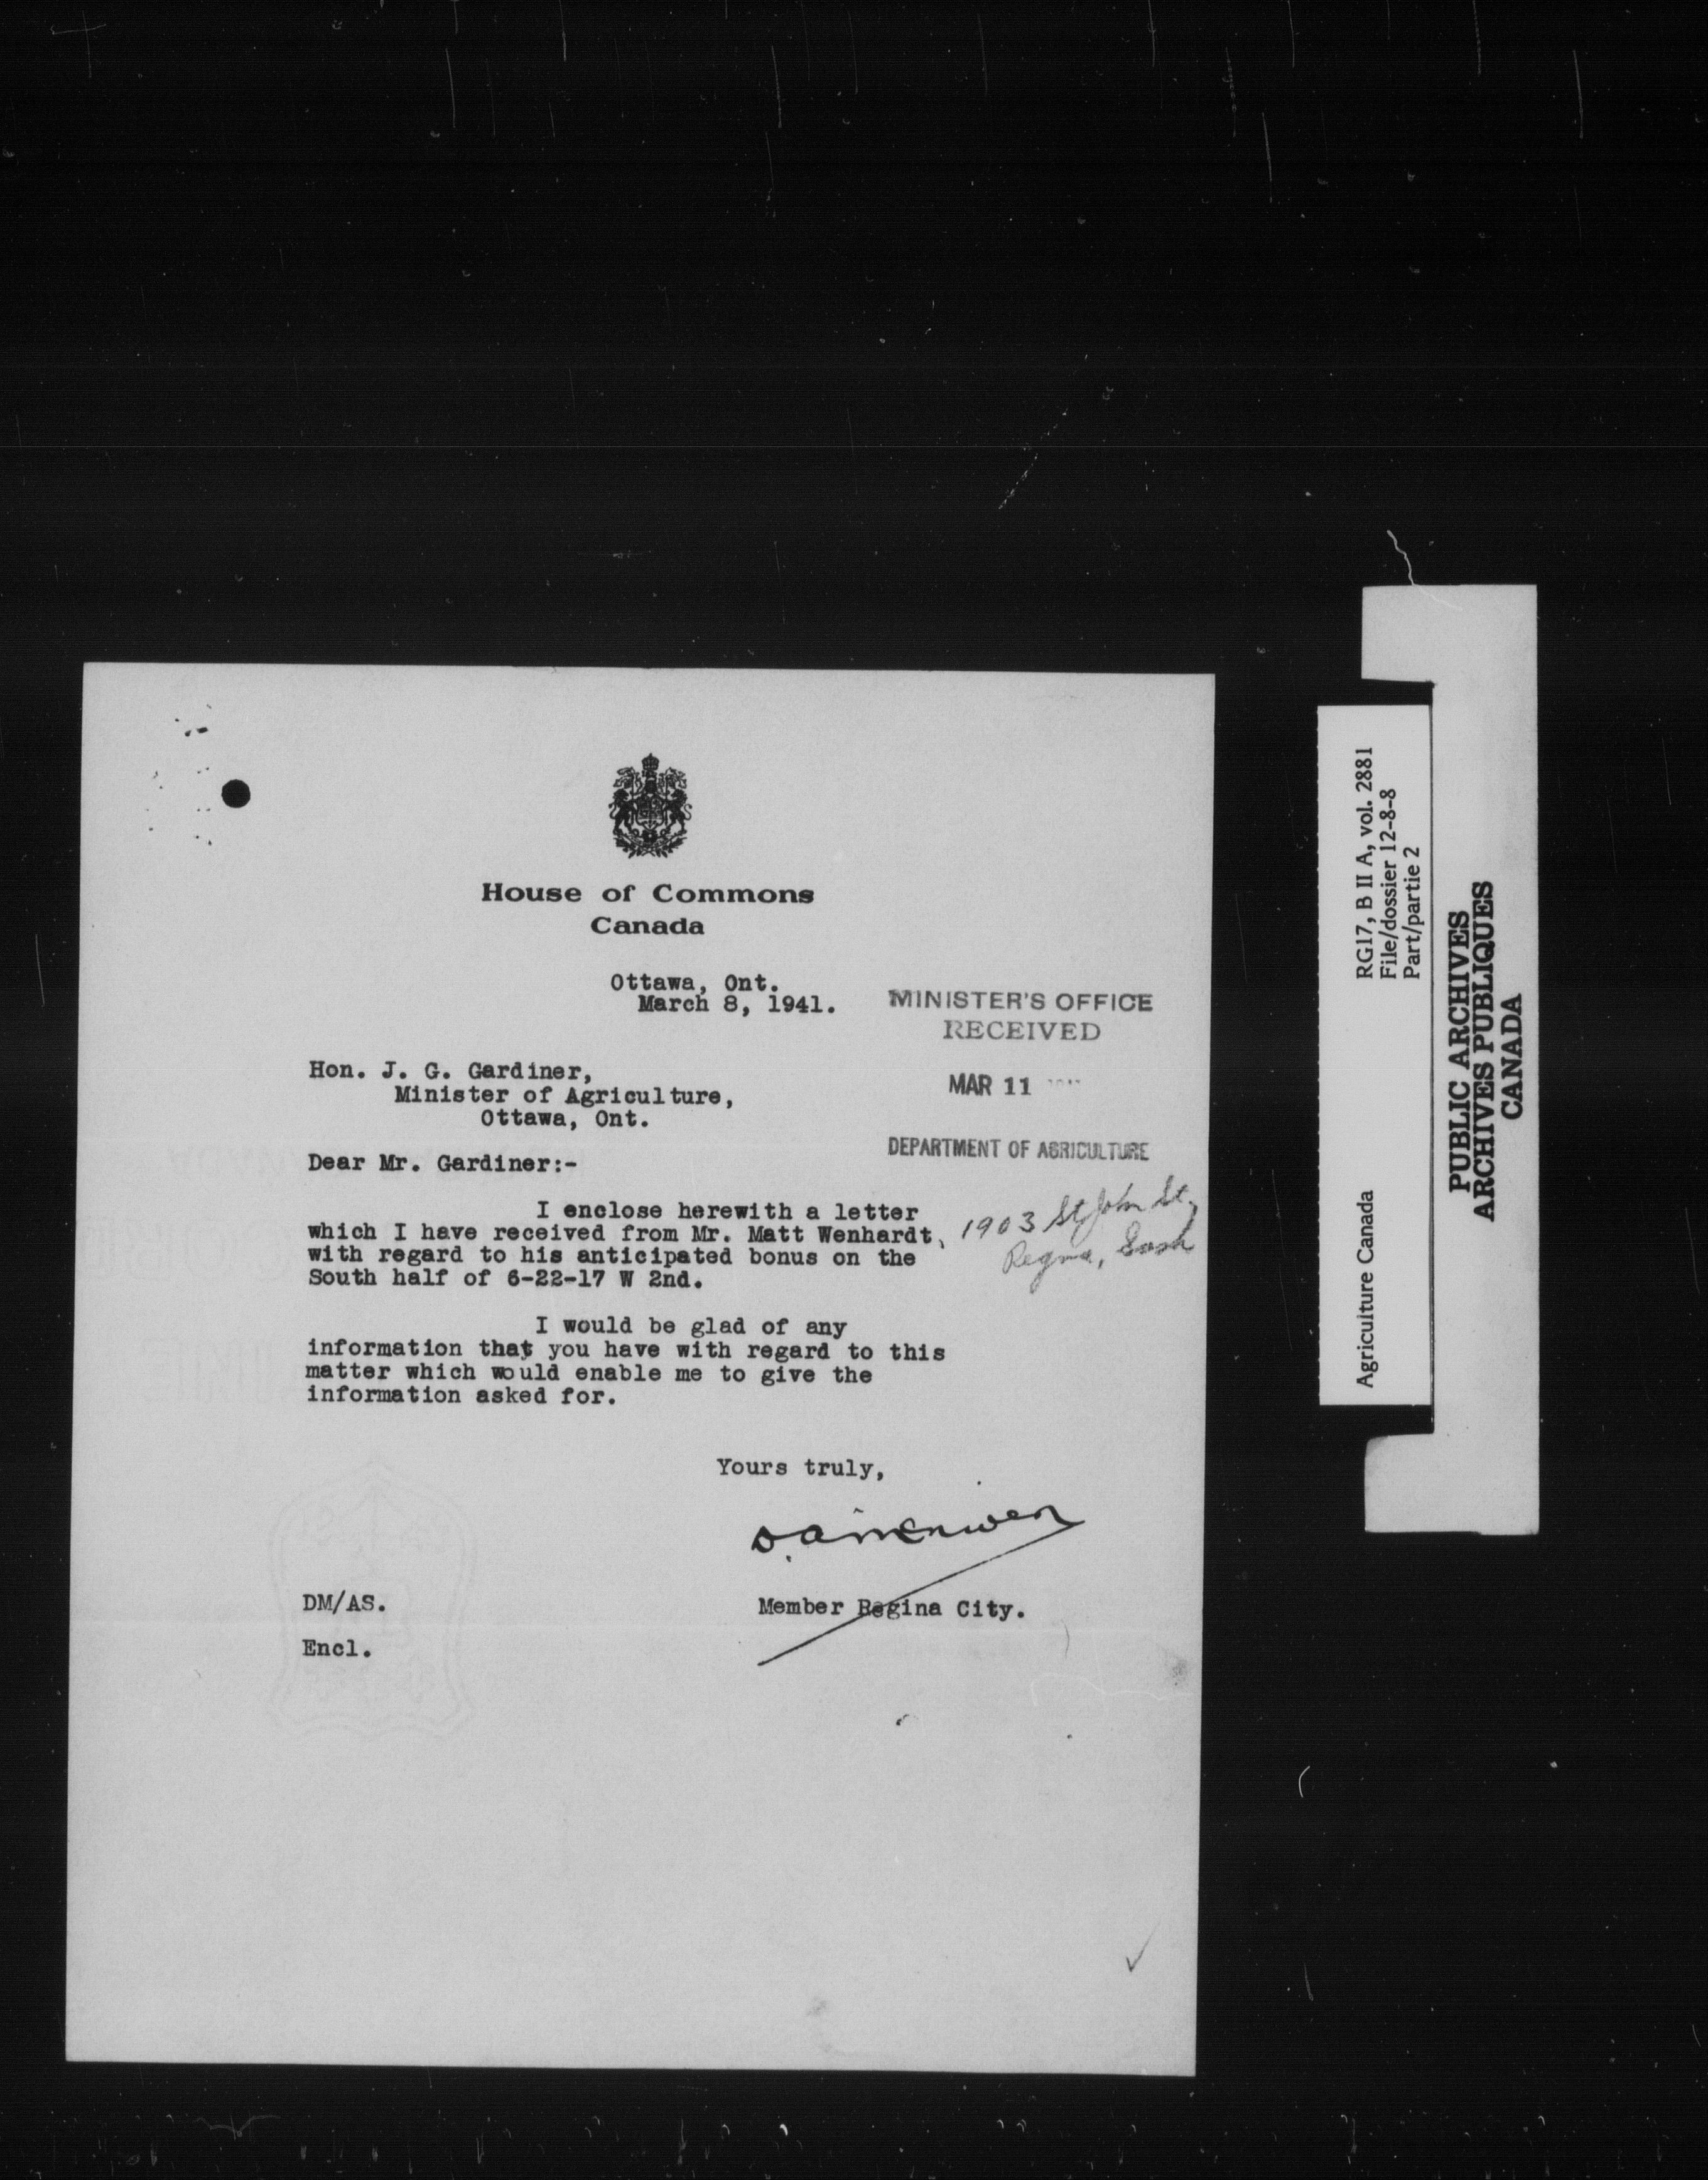 House of Commons
Canada
Ottawa, Ont.
March 8, 1941.
MINISTER'S OFFICE
RECEIVED
MAR 11
DEPARTMENT OF AGRICULTURE
Hon. J. G. Gardiner,
Minister of Agriculture,
Ottawa, Ont.
Dear Mr. Gardiner:-
I enclose herewith a letter
which I have received from Mr. Matt Wenhardt,
with regard to his anticipated bonus on the
South half of 6-22-17 W 2nd.
1903 St John St,
Regina, Sask
I would be glad of any
information that you have with regard to this
matter which would enable me to give the
information asked for.
Yours truly,
Member Regina City.
DM/AS.
Encl.
RG17, B II A, vol. 2881
File/dossier 12-8-8
Part/partie 2
Agriculture Canada
PUBLIC ARCHIVES
ARCHIVES PUBLIQUES
CANADA